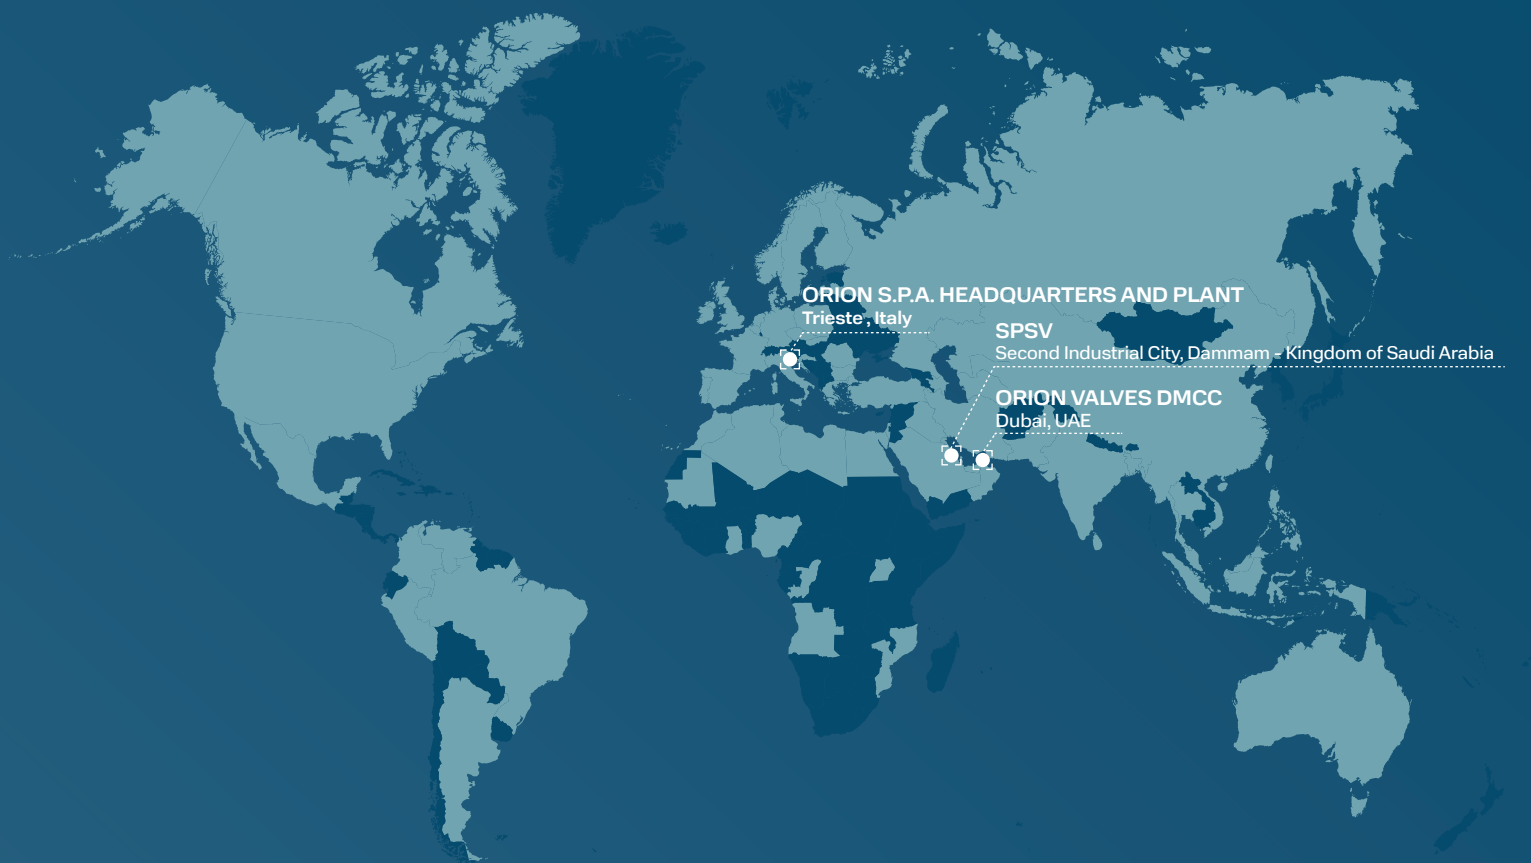 ORION S.P.A. HEADQUARTERS AND PLANT
Trieste , Italy
SPSV
Second Industrial City, Dammam - Kingdom of Saudi Arabia
ORION VALVES DMCC
Dubai, UAE